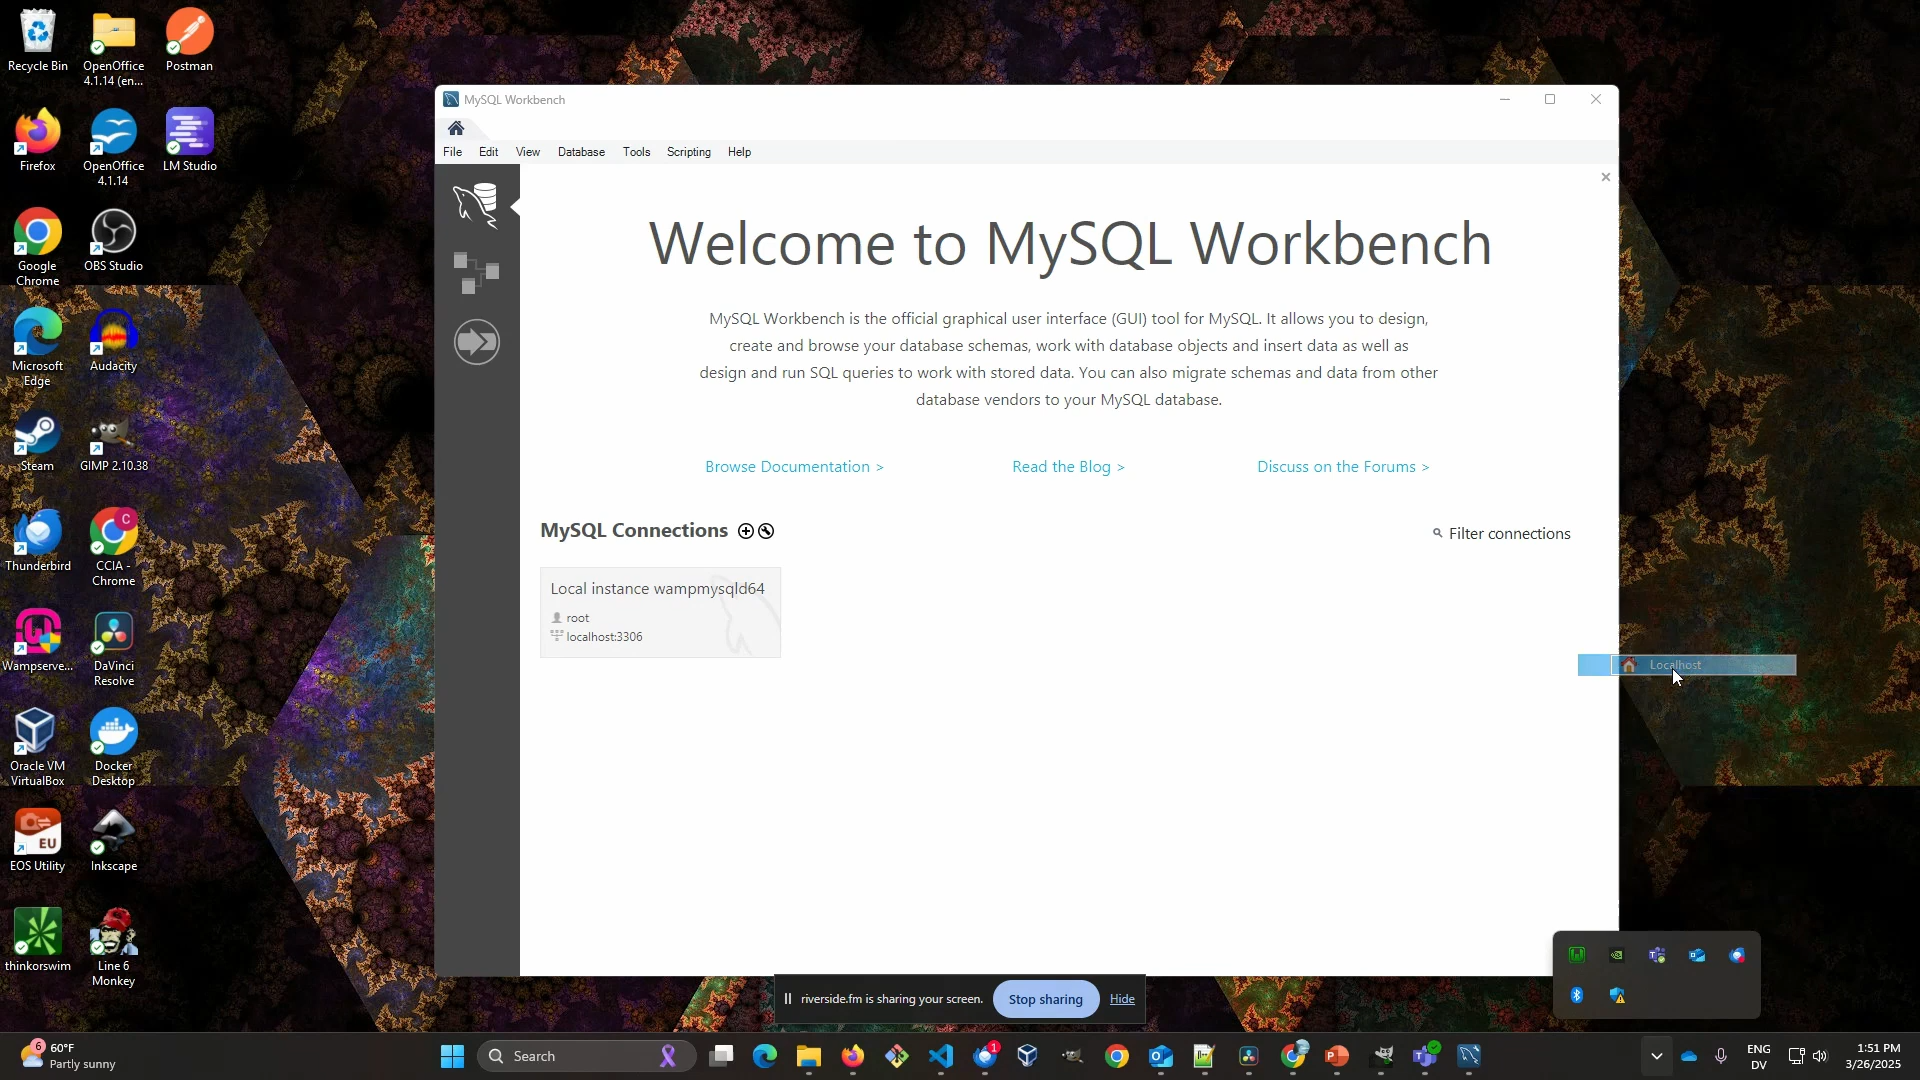 Recycle Bin
OpenOffice
4.1.14 (en...
Postman
Firefox
OpenOffice
4.1.14
LM Studio
Google
Chrome
OBS Studio
Microsoft
Edge
Audacity
Steam
GIMP 2.10.38
Thunderbird
CCIA -
Chrome
Wampserve...
DaVinci
Resolve
Oracle VM
VirtualBox
Docker
Desktop
EOS Utility
Inkscape
thinkorswim
Line 6
Monkey
MySQL Workbench
File Edit View Database Tools Scripting Help
Welcome to MySQL Workbench
MySQL Workbench is the official graphical user interface (GUI) tool for MySQL. It allows you to design,
create and browse your database schemas, work with database objects and insert data as well as
design and run SQL queries to work with stored data. You can also migrate schemas and data from other
database vendors to your MySQL database.
Browse Documentation > Read the Blog > Discuss on the Forums >
MySQL Connections
Filter connections
Local instance wampmysqld64
root
localhost:3306
Localhost
riverside.fm is sharing your screen. Stop sharing Hide
6
60°F
Partly sunny
Search
1
ENG
DV
1:51 PM
3/26/2025